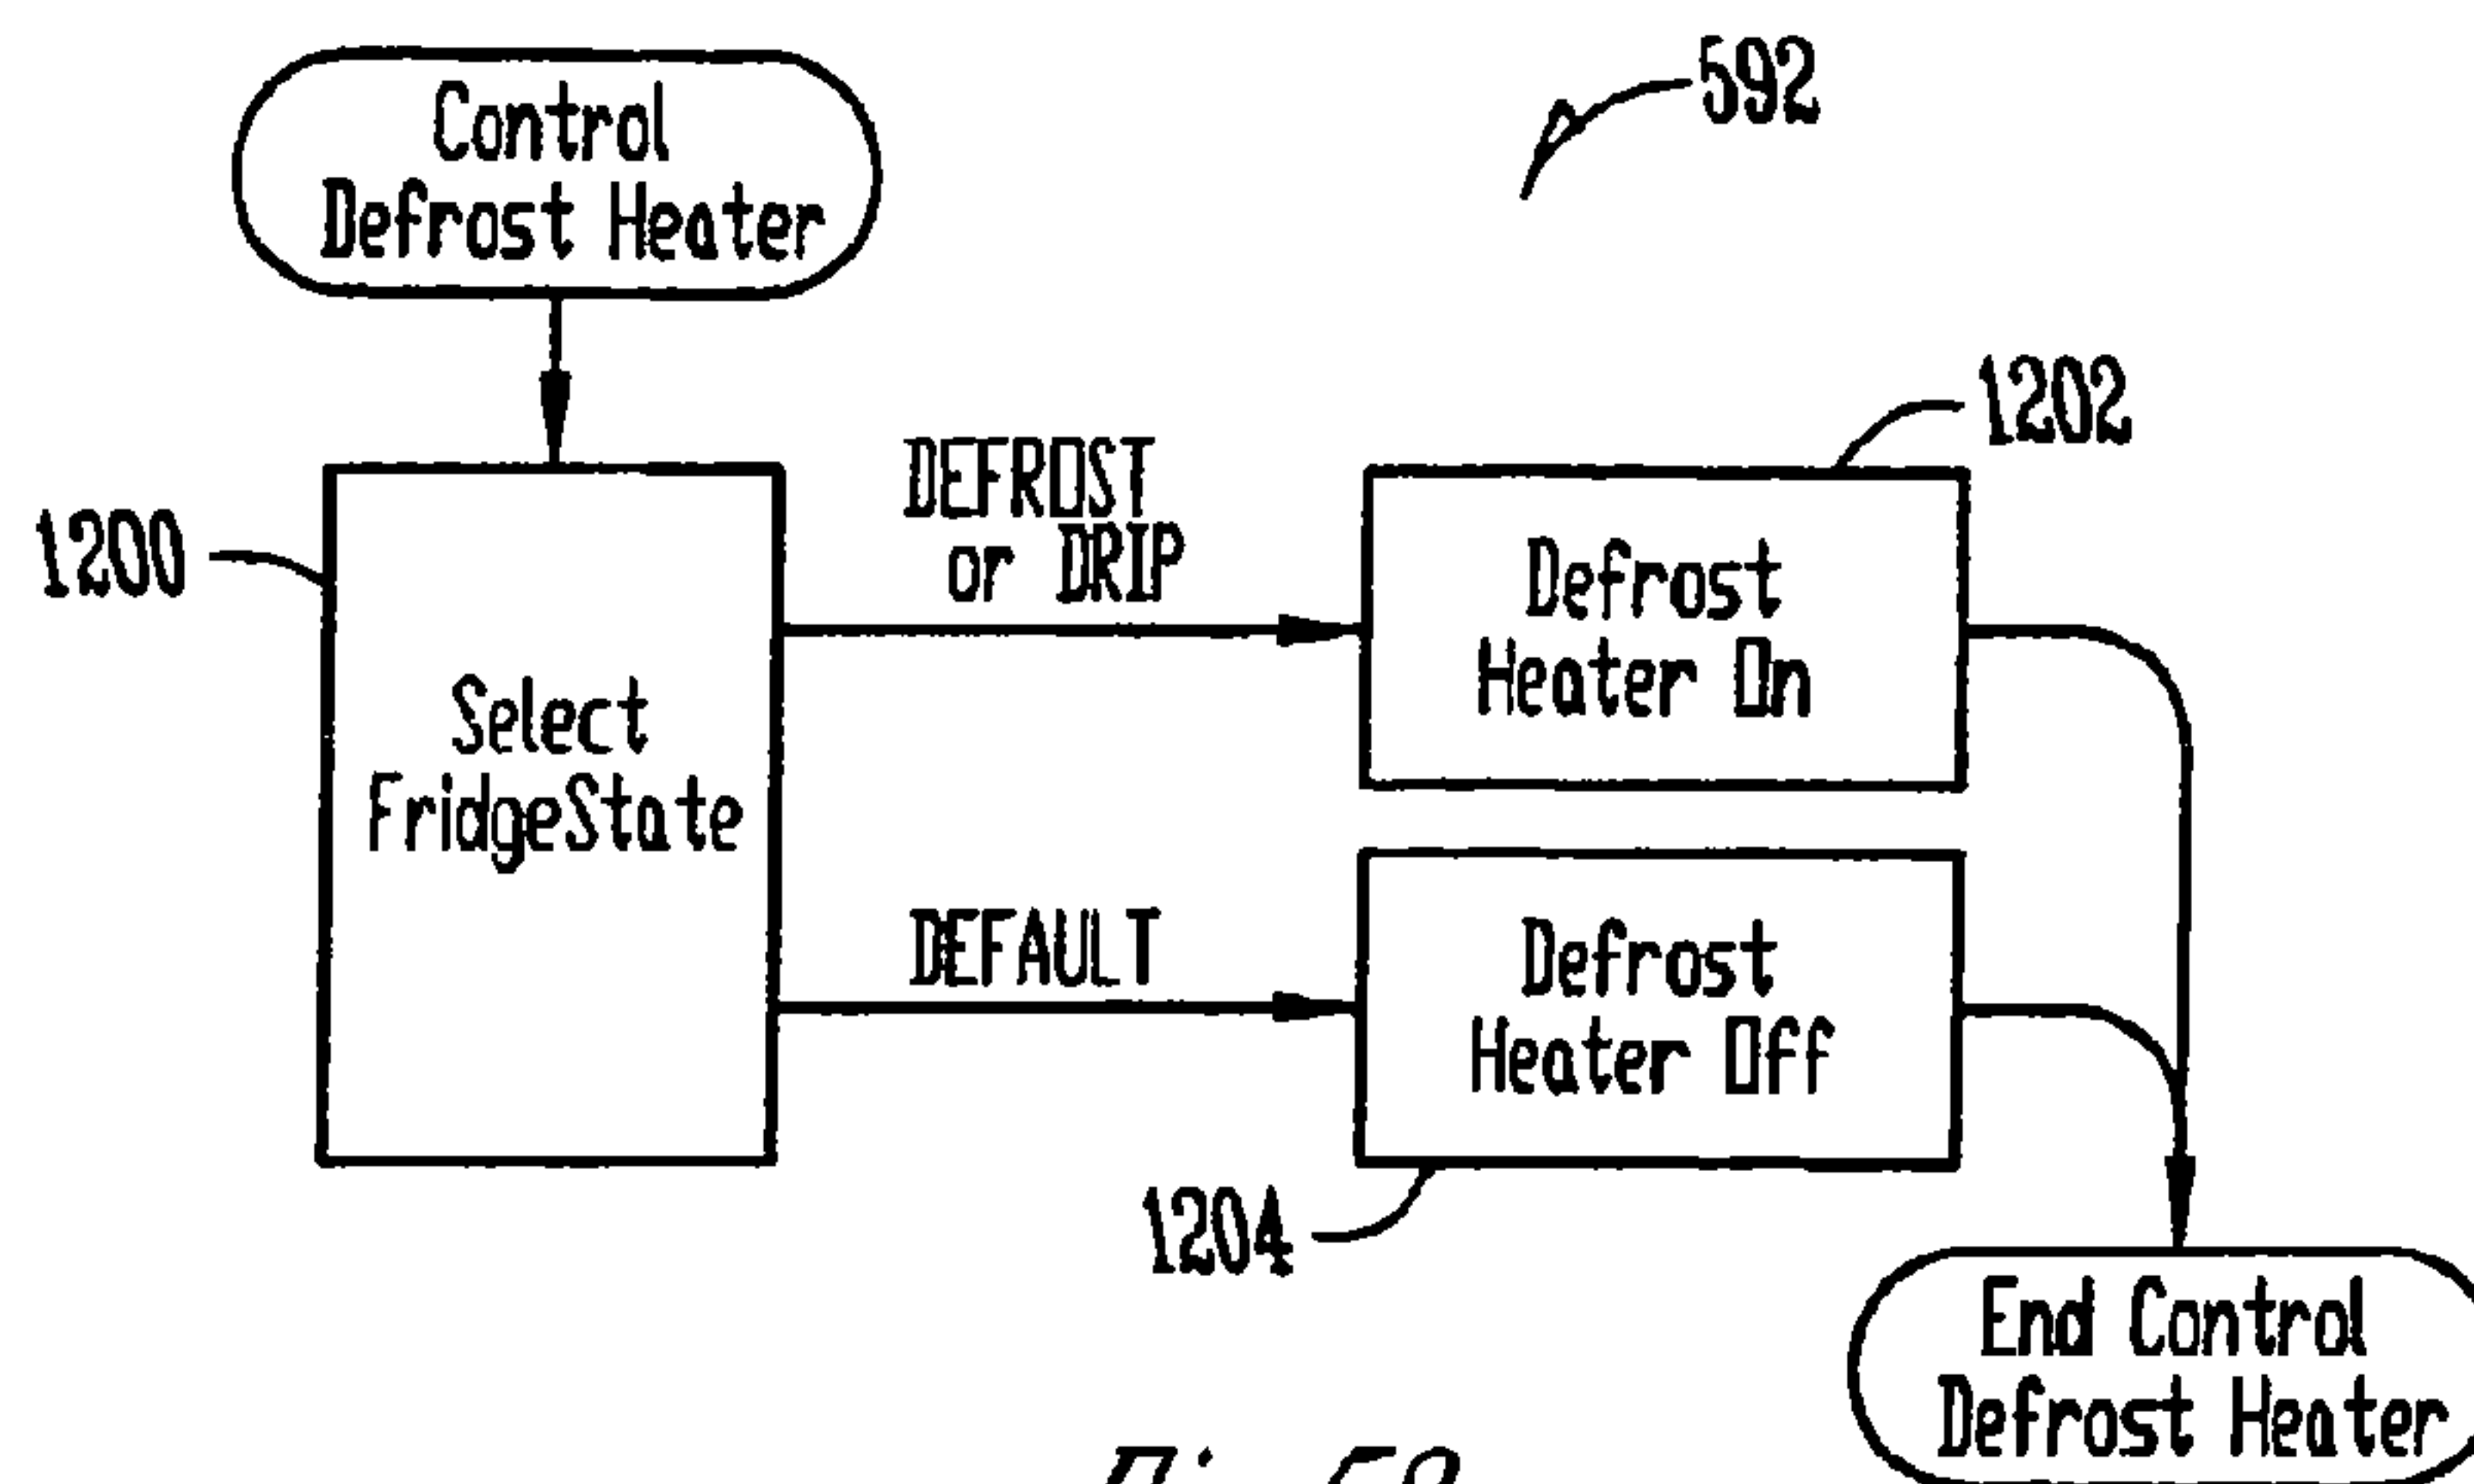 Control
Defrost Heater
592
1202
1200
DEFROST
or DRIP
Defrost
Heater On
Select
FridgeState
DEFAULT
Defrost
Heater Off
1204
End Control
Defrost Heater